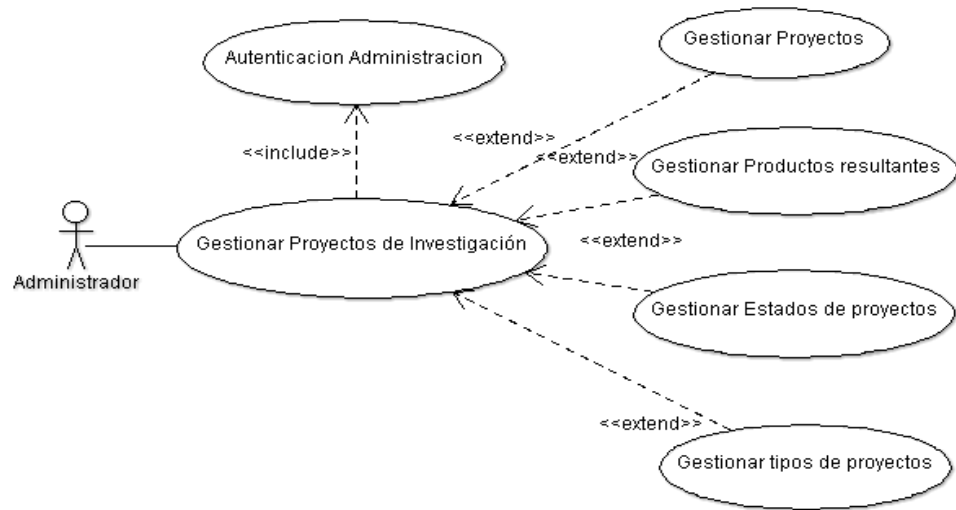 Gestionar Proyectos
Autenticacion Administracion
<<extend>>
<<include>>
<<extend>>
Gestionar Productos resultantes
Gestionar Proyectos de Investigación
<<extend>>
Administrador
Gestionar Estados de proyectos
<<extend>>
Gestionar tipos de proyectos